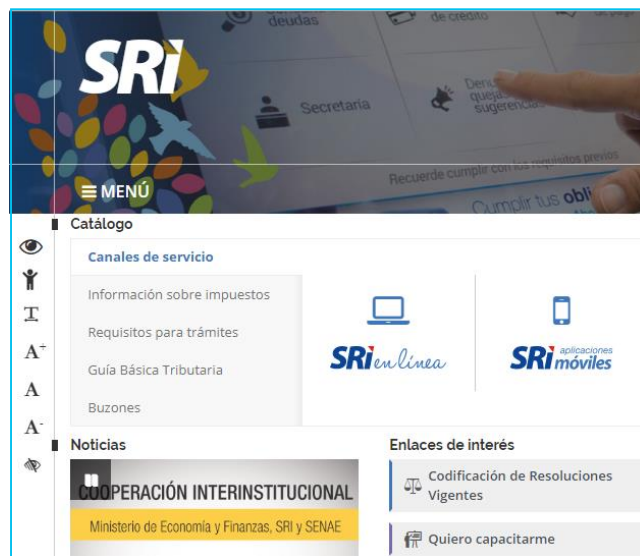 deudas
de crédito
SRi
Secretaría
quejas
sugerencias
Recuerde cumplir con los requisitos previos
Cumplir tus obli
MENÚ
Catálogo
Canales de servicio
Información sobre impuestos
Requisitos para trámites
Guía Básica Tributaria
Buzones
SRi en línea
SRi aplicaciones móviles
T
A+
A
A-
Noticias
COOPERACIÓN INTERINSTITUCIONAL
Ministerio de Economía y Finanzas, SRI y SENAE
Enlaces de interés
Codificación de Resoluciones
Vigentes
Quiero capacitarme